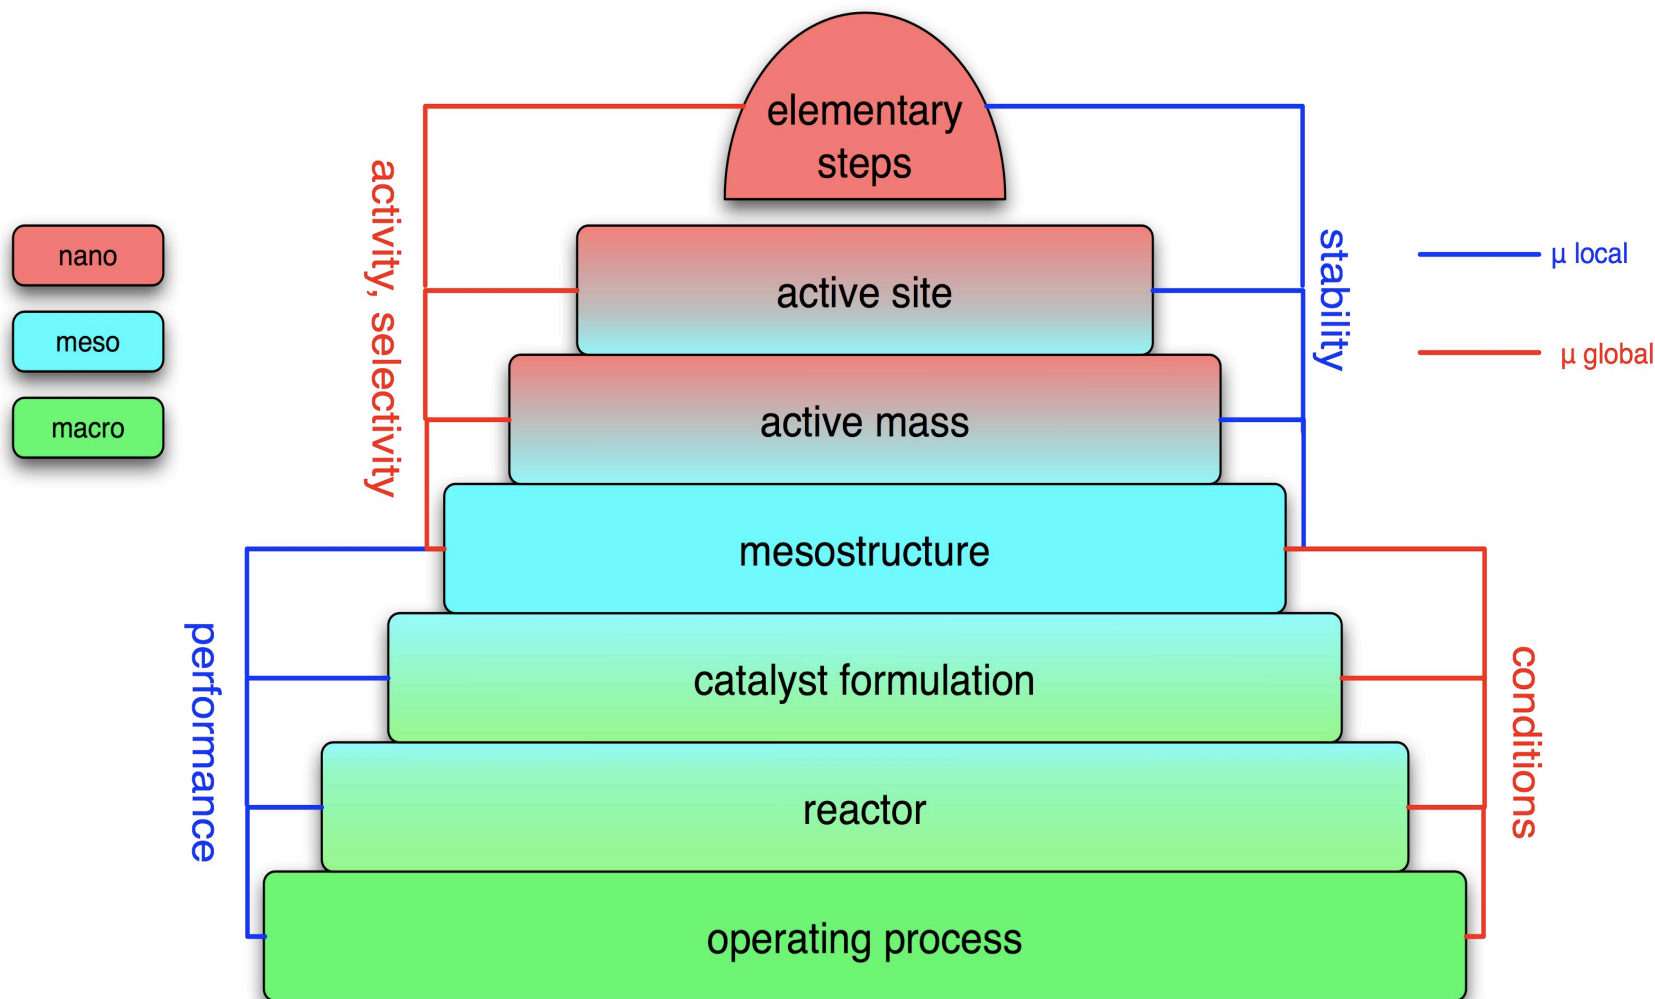 elementary
steps
active site
active mass
mesostructure
catalyst formulation
reactor
operating process
nano
meso
macro
activity, selectivity
performance
stability
conditions
μ local
μ global